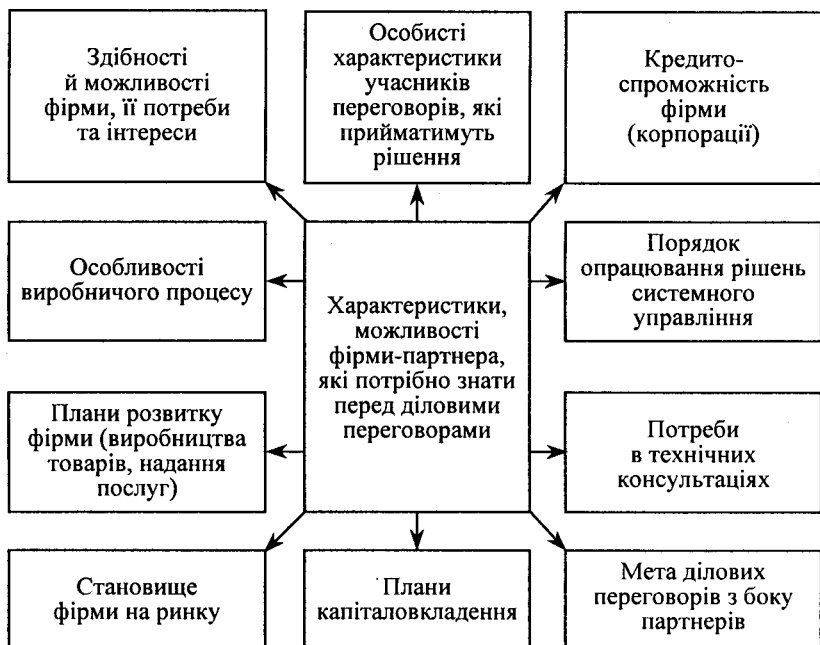 Здібності
й можливості
фірми, її потреби
та інтереси
Особисті
характеристики
учасників
переговорів, які
прийматимуть
рішення
Кредито-
спроможність
фірми
(корпорації)
Особливості
виробничого процесу
Характеристики,
можливості
фірми-партнера,
які потрібно знати
перед діловими
переговорами
Порядок
опрацювання рішень
системного
управління
Плани розвитку
фірми (виробництва
товарів, надання
послуг)
Потреби
в технічних
консультаціях
Становище
фірми на ринку
Плани
капіталовкладення
Мета ділових
переговорів з боку
партнерів